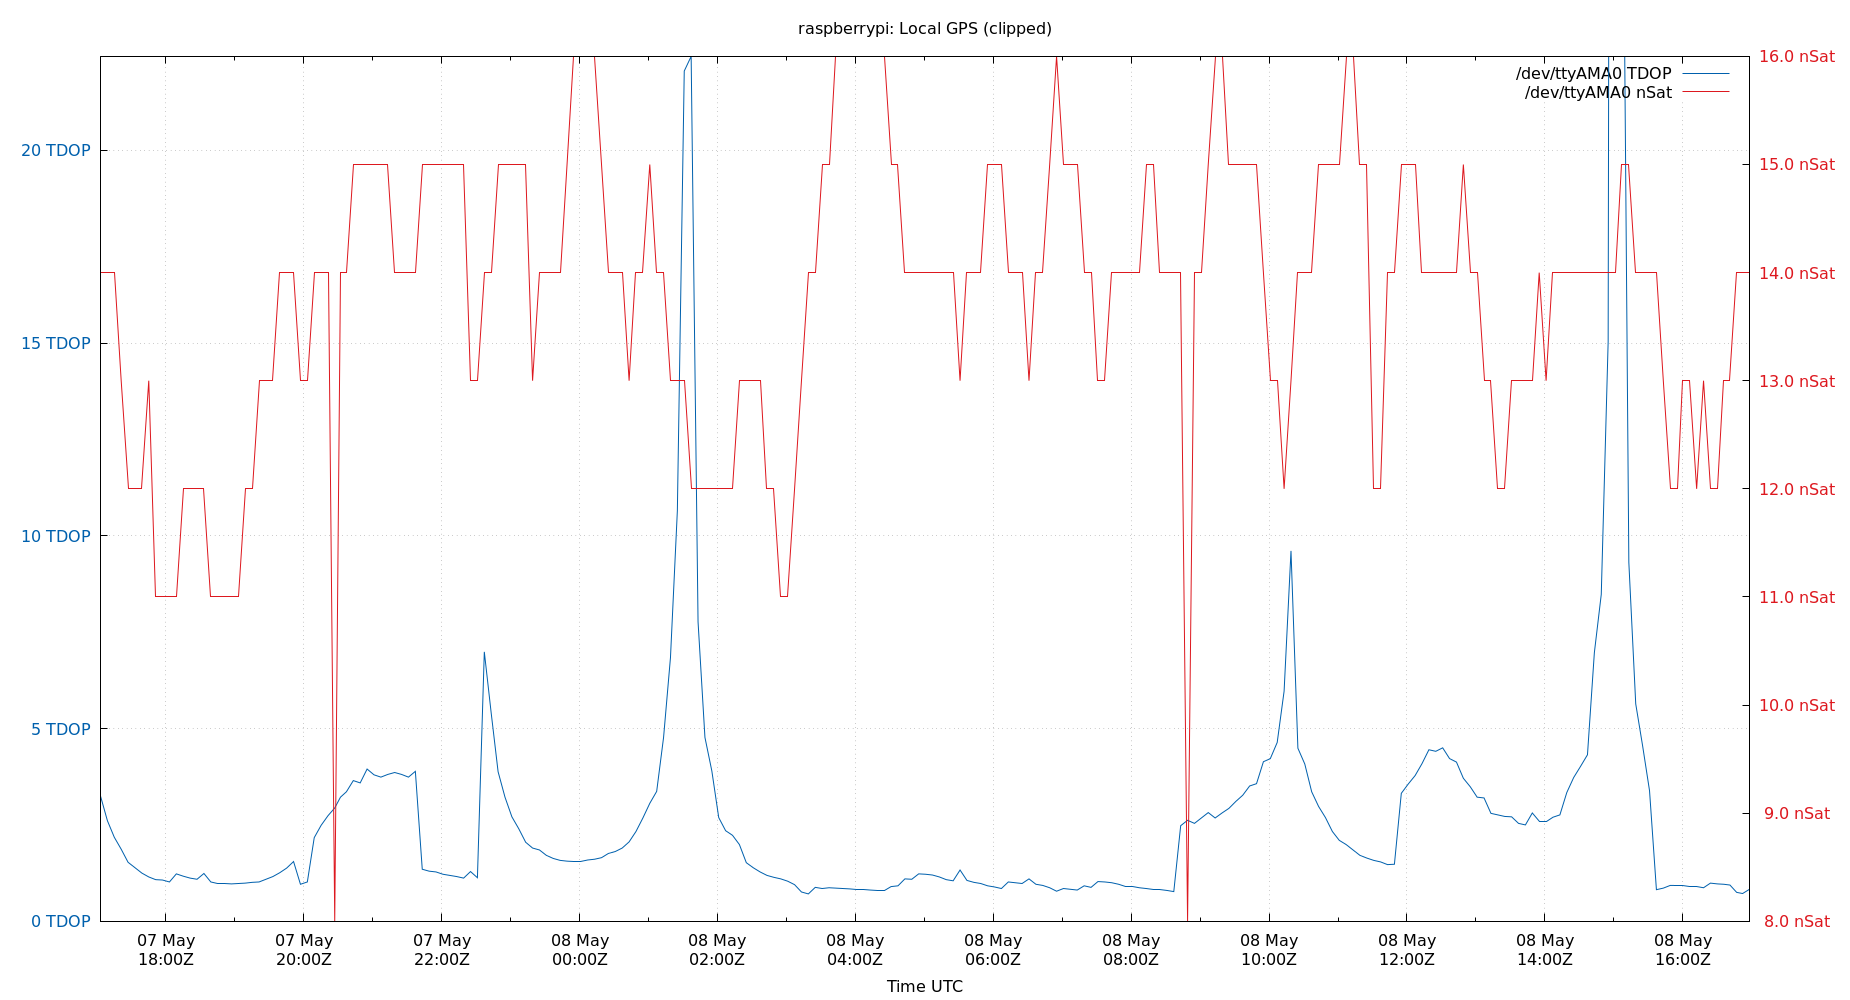 raspberrypi: Local GPS (clipped)
/dev/ttyAMA0 TDOP
/dev/ttyAMA0 nSat
20 TDOP
15 TDOP
10 TDOP
5 TDOP
0 TDOP
16.0 nSat
15.0 nSat
14.0 nSat
13.0 nSat
12.0 nSat
11.0 nSat
10.0 nSat
9.0 nSat
8.0 nSat
07 May
18:00Z
07 May
20:00Z
07 May
22:00Z
08 May
00:00Z
08 May
02:00Z
08 May
04:00Z
08 May
06:00Z
08 May
08:00Z
08 May
10:00Z
08 May
12:00Z
08 May
14:00Z
08 May
16:00Z
Time UTC